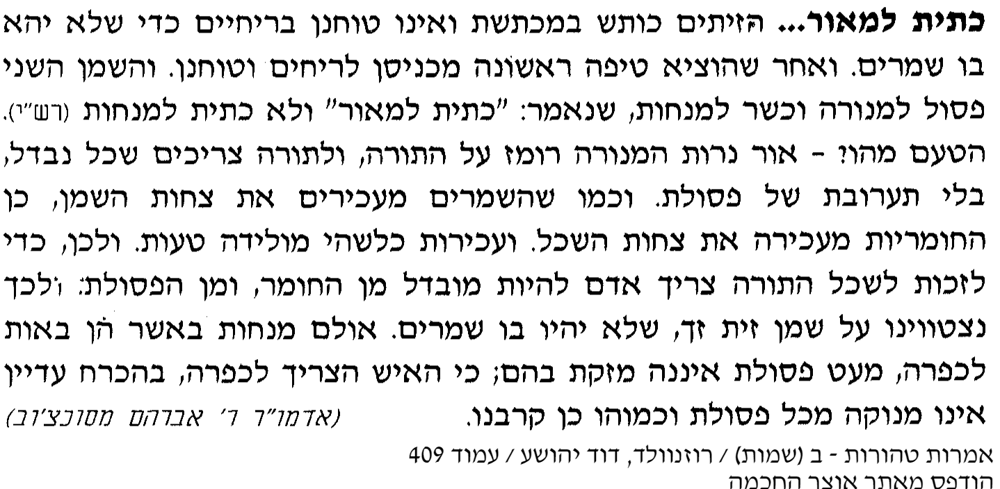 כתית למאור... הזיתים כותש במכתשת ואינו טוחנן בריחיים כדי שלא יהא
בו שמרים. ואחר שהוציא טיפה ראשונה מכניסן לריחים וטוחנן. והשמן השני
פסול למנורה וכשר למנחות, שנאמר: "כתית למאור" ולא כתית למנחות (רש"י).
הטעם מהו? – אור נרות המנורה רומז על התורה, ולתורה צריכים שכל נבדל,
בלי תערובת של פסולת. וכמו שהשמרים מעכירים את צחות השמן, כן
החומריות מעכירה את צחות השכל. ועכירות כלשהי מולידה טעות. ולכן, כדי
לזכות לשכל התורה צריך אדם להיות מובדל מן החומר, ומן הפסולת. ולכך
נצטווינו על שמן זית זך, שלא יהיו בו שמרים. אולם מנחות באשר הן באות
לכפרה, מעט פסולת איננה מזקת בהם; כי האיש הצריך לכפרה, בהכרח עדיין
אינו מנוקה מכל פסולת וכמוהו כן קרבנו. (אדמו"ר ר' אברהם מסוכצ'וב)
אמרות טהורות - ב (שמות) / רוזנוולד, דוד יהושע / עמוד 409
הודפס מאתר אוצר החכמה